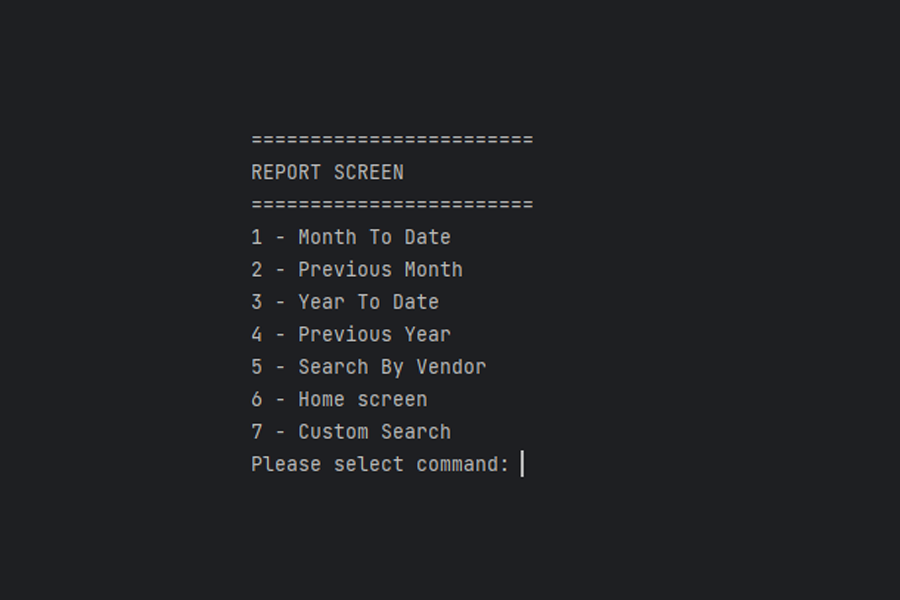 ========================
REPORT SCREEN
========================
1 - Month To Date
2 - Previous Month
3 - Year To Date
4 - Previous Year
5 - Search By Vendor
6 - Home screen
7 - Custom Search
Please select command: